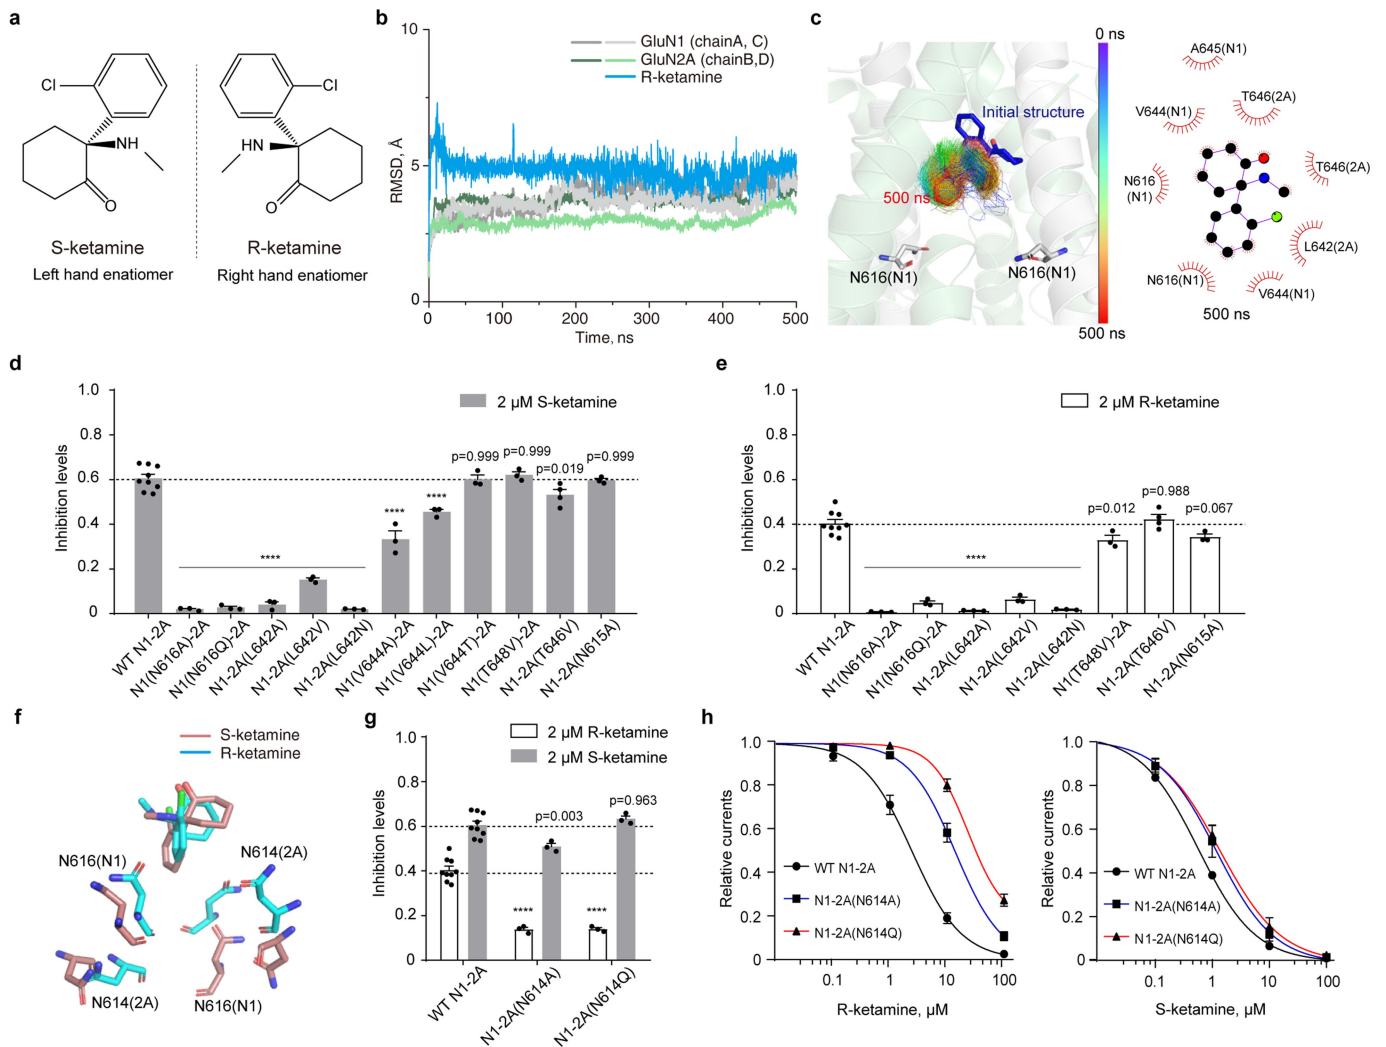 a
Cl
NH
O
S-ketamine
Left hand enatiomer
Cl
HN
O
R-ketamine
Right hand enatiomer
b
10
5
0
RMSD, Å
GluN1 (chainA, C)
GluN2A (chainB,D)
R-ketamine
0
100
200
300
400
500
Time, ns
c
Initial structure
500 ns
N616(N1)
N616(N1)
0 ns
500 ns
A645(N1)
T646(2A)
V644(N1)
T646(2A)
N616
(N1)
L642(2A)
N616(N1)
V644(N1)
500 ns
d
1.0
0.8
0.6
0.4
0.2
0
Inhibition levels
2 µM S-ketamine
****
****
****
p=0.999
p=0.999
p=0.019
p=0.999
WT N1-2A
N1(N616A)-2A
N1(N616Q)-2A
N1-2A(L642A)
N1-2A(L642V)
N1-2A(L642N)
N1(V644A)-2A
N1(V644L)-2A
N1(V644T)-2A
N1(T648V)-2A
N1-2A(T646V)
N1-2A(N615A)
e
1.0
0.8
0.6
0.4
0.2
0
Inhibition levels
2 µM R-ketamine
****
p=0.012
p=0.988
p=0.067
WT N1-2A
N1(N616A)-2A
N1(N616Q)-2A
N1-2A(L642A)
N1-2A(L642V)
N1-2A(L642N)
N1(T648V)-2A
N1-2A(T646V)
N1-2A(N615A)
f
S-ketamine
R-ketamine
N616(N1)
N614(2A)
N614(2A)
N616(N1)
g
2 µM R-ketamine
2 µM S-ketamine
1.0
0.8
0.6
0.4
0.2
0
Inhibition levels
p=0.003
p=0.963
****
****
WT N1-2A
N1-2A(N614A)
N1-2A(N614Q)
h
1.0
0.8
0.6
0.4
0.2
0.0
Relative currents
WT N1-2A
N1-2A(N614A)
N1-2A(N614Q)
0.1
1
10
100
R-ketamine, µM
1.0
0.8
0.6
0.4
0.2
0.0
Relative currents
WT N1-2A
N1-2A(N614A)
N1-2A(N614Q)
0.1
1
10
100
S-ketamine, µM